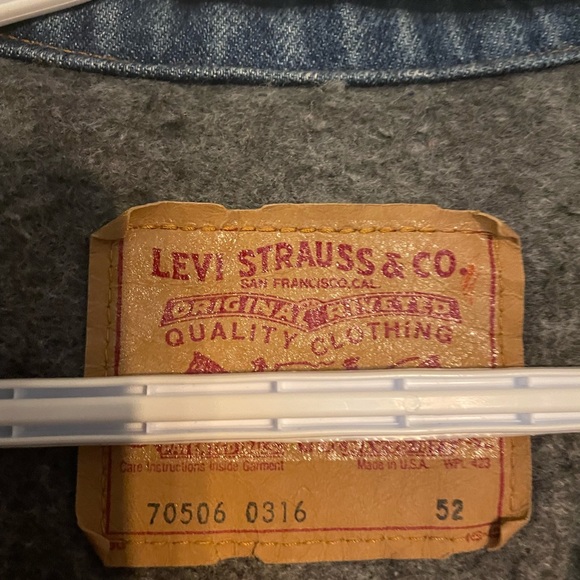 LEVI STRAUSS & CO.
SAN FRANCISCO, CAL.
ORIGINAL RIVETED
QUALITY CLOTHING
Care Instructions Inside Garment Made in U.S.A. WPL 423
70506 0316 52